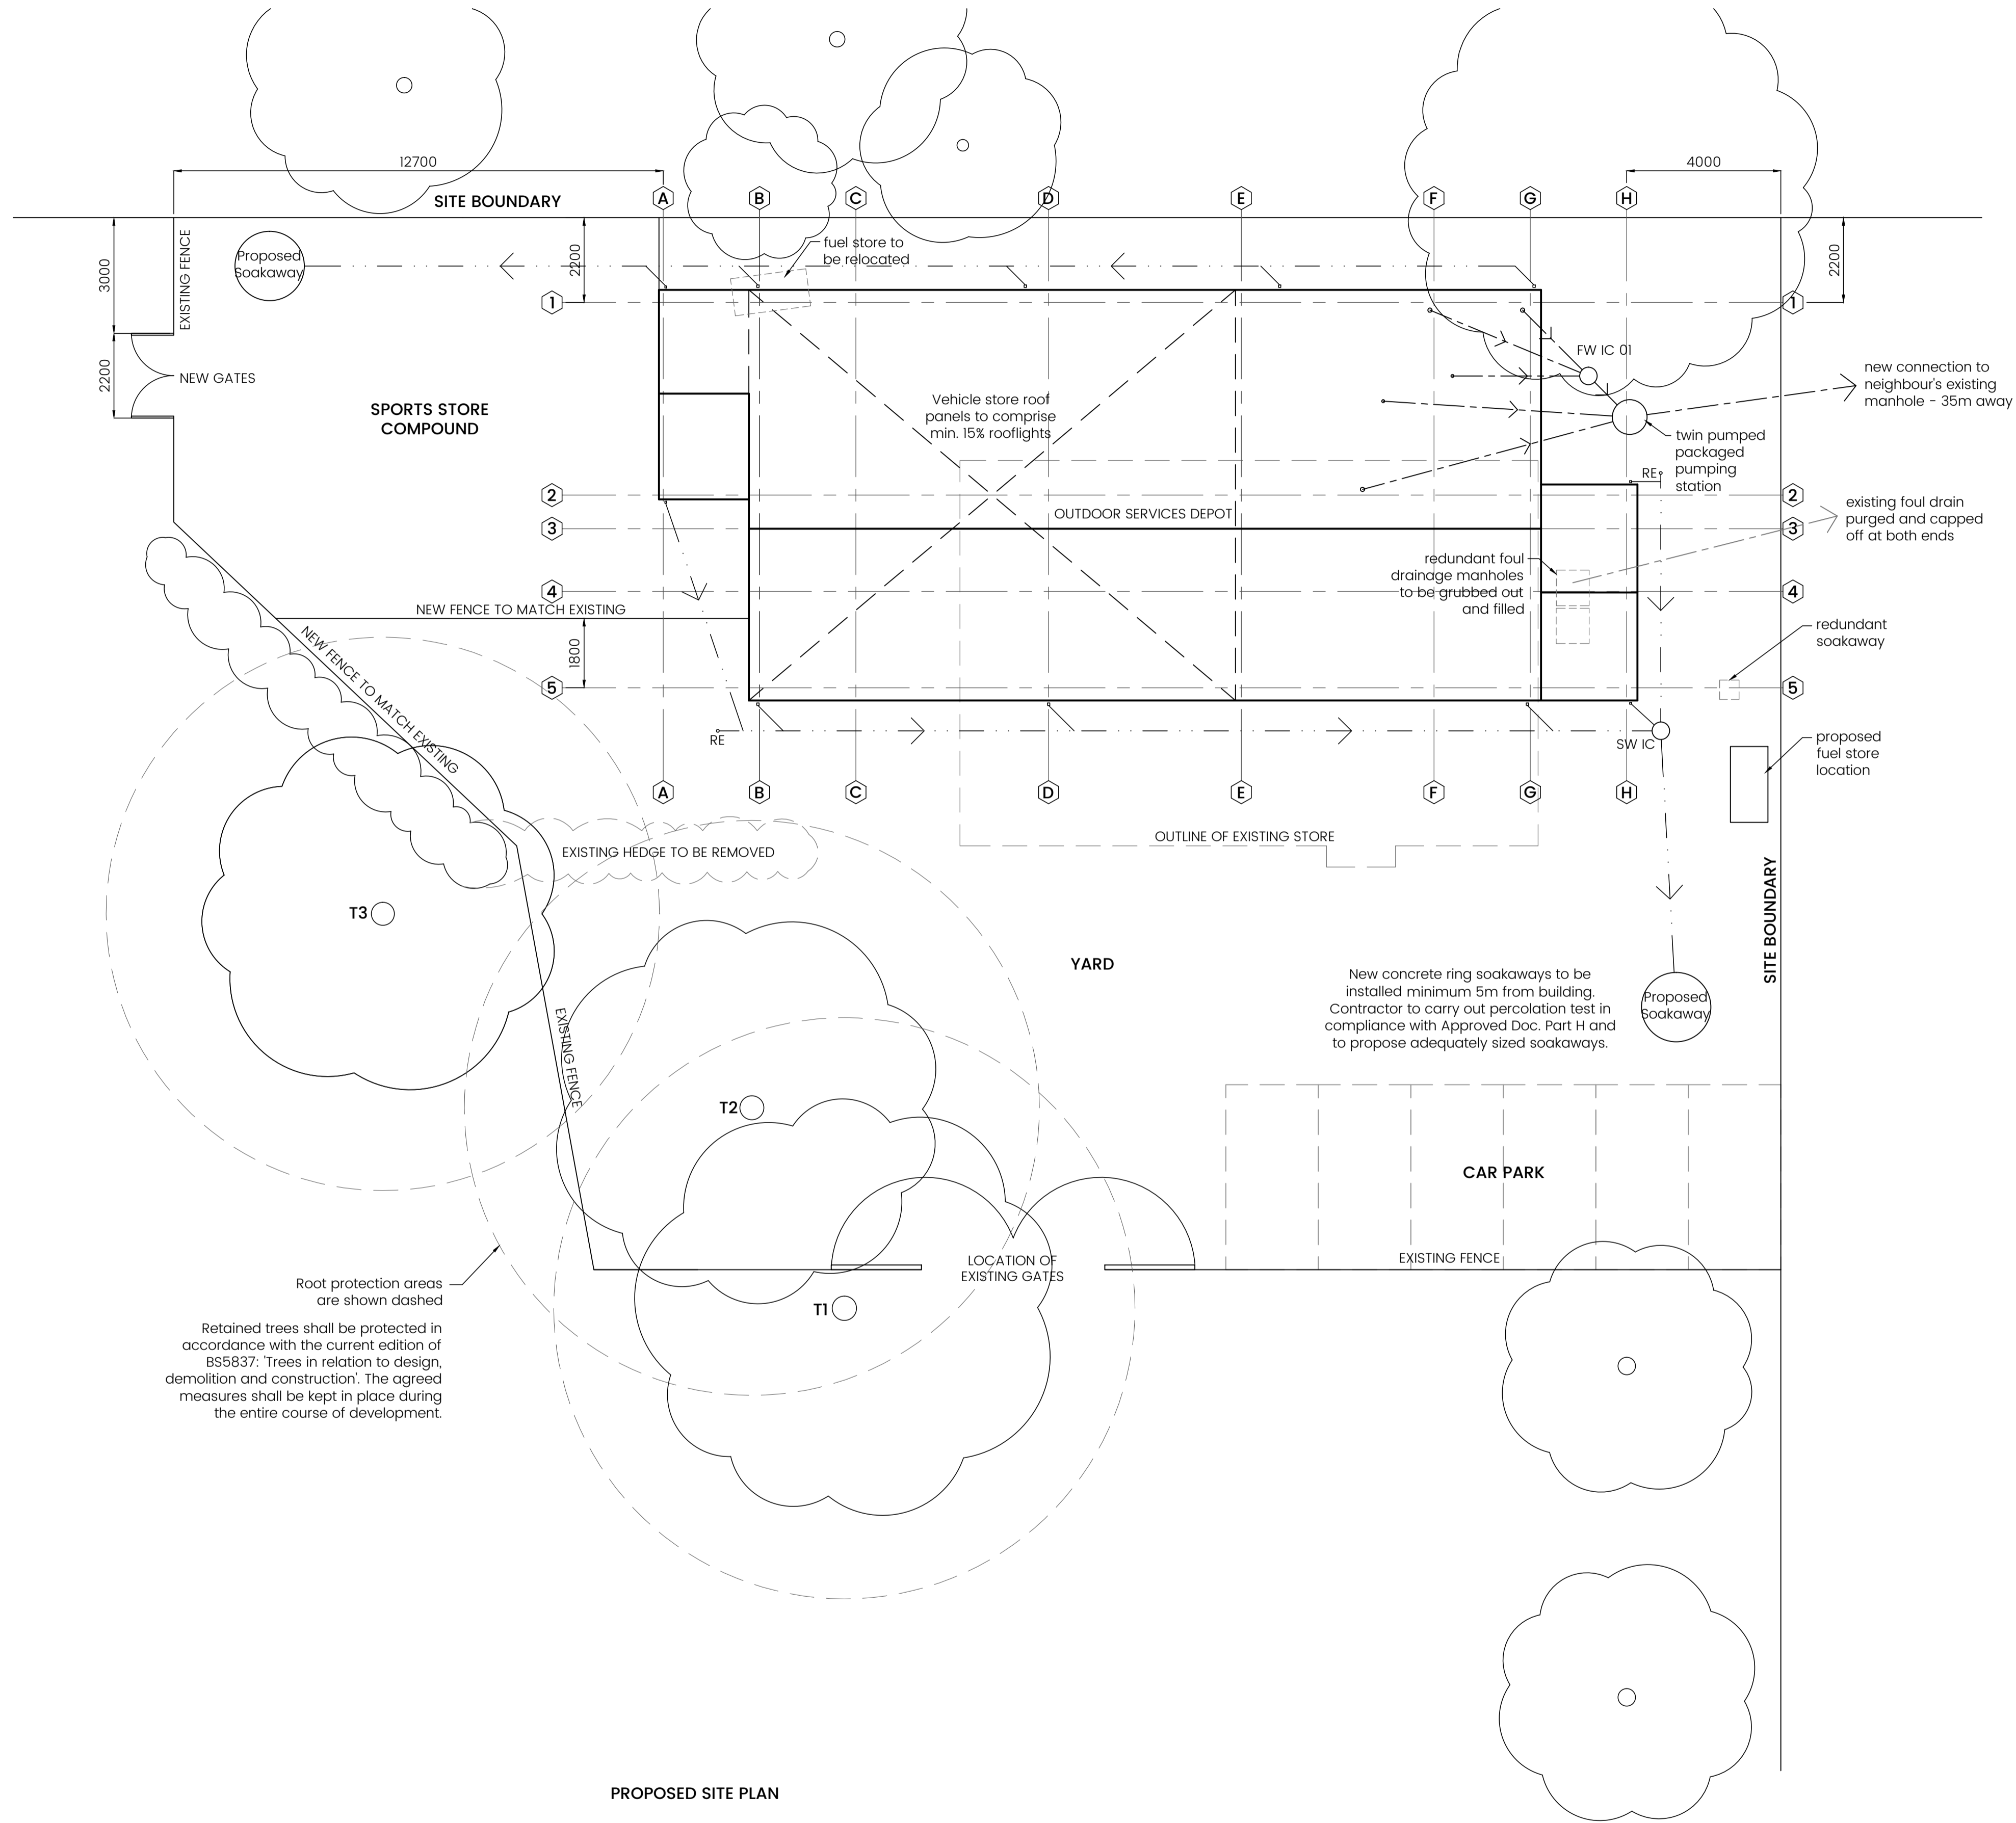 12700
4000
SITE BOUNDARY
A
B
C
D
E
F
G
H
3000
EXISTING FENCE
Proposed
Soakaway
2200
fuel store to
be relocated
2200
1
1
2200
NEW GATES
SPORTS STORE
COMPOUND
Vehicle store roof
panels to comprise
min. 15% rooflights
FW IC 01
new connection to
neighbour's existing
manhole - 35m away
twin pumped
packaged
pumping
station
RE
2
2
OUTDOOR SERVICES DEPOT
existing foul drain
purged and capped
off at both ends
3
3
redundant foul
drainage manholes
to be grubbed out
and filled
4
4
NEW FENCE TO MATCH EXISTING
NEW FENCE TO MATCH EXISTING
1800
redundant
soakaway
5
5
RE
SW IC
proposed
fuel store
location
A
B
C
D
E
F
G
H
OUTLINE OF EXISTING STORE
EXISTING HEDGE TO BE REMOVED
SITE BOUNDARY
T3
YARD
New concrete ring soakaways to be
installed minimum 5m from building.
Contractor to carry out percolation test in
compliance with Approved Doc. Part H and
to propose adequately sized soakaways.
Proposed
Soakaway
EXISTING FENCE
T2
CAR PARK
LOCATION OF
EXISTING GATES
EXISTING FENCE
T1
Root protection areas
are shown dashed
Retained trees shall be protected in
accordance with the current edition of
BS5837: 'Trees in relation to design,
demolition and construction'. The agreed
measures shall be kept in place during
the entire course of development.
PROPOSED SITE PLAN